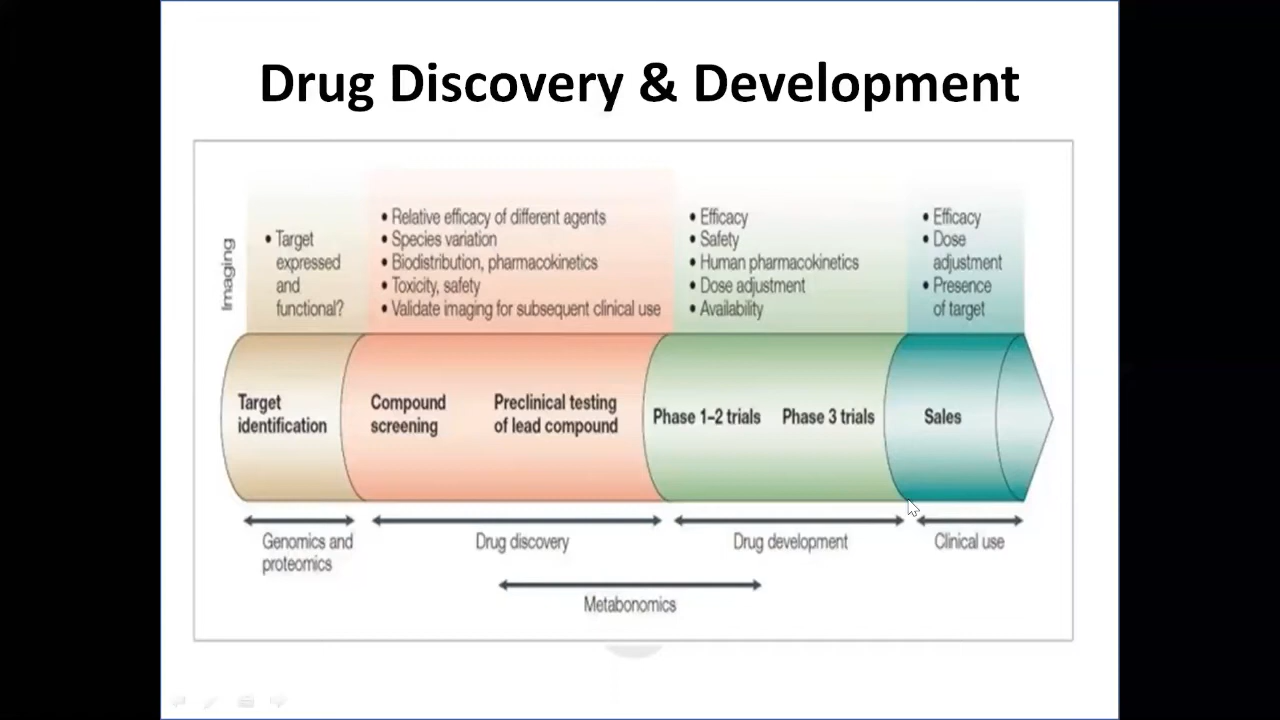 Drug Discovery & Development
Imaging
• Target
expressed
and
functional?
• Relative efficacy of different agents
• Species variation
• Biodistribution, pharmacokinetics
• Toxicity, safety
• Validate imaging for subsequent clinical use
• Efficacy
• Safety
• Human pharmacokinetics
• Dose adjustment
• Availability
• Efficacy
• Dose
adjustment
• Presence
of target
Target
identification
Compound
screening
Preclinical testing
of lead compound
Phase 1–2 trials
Phase 3 trials
Sales
Genomics and
proteomics
Drug discovery
Drug development
Clinical use
Metabonomics